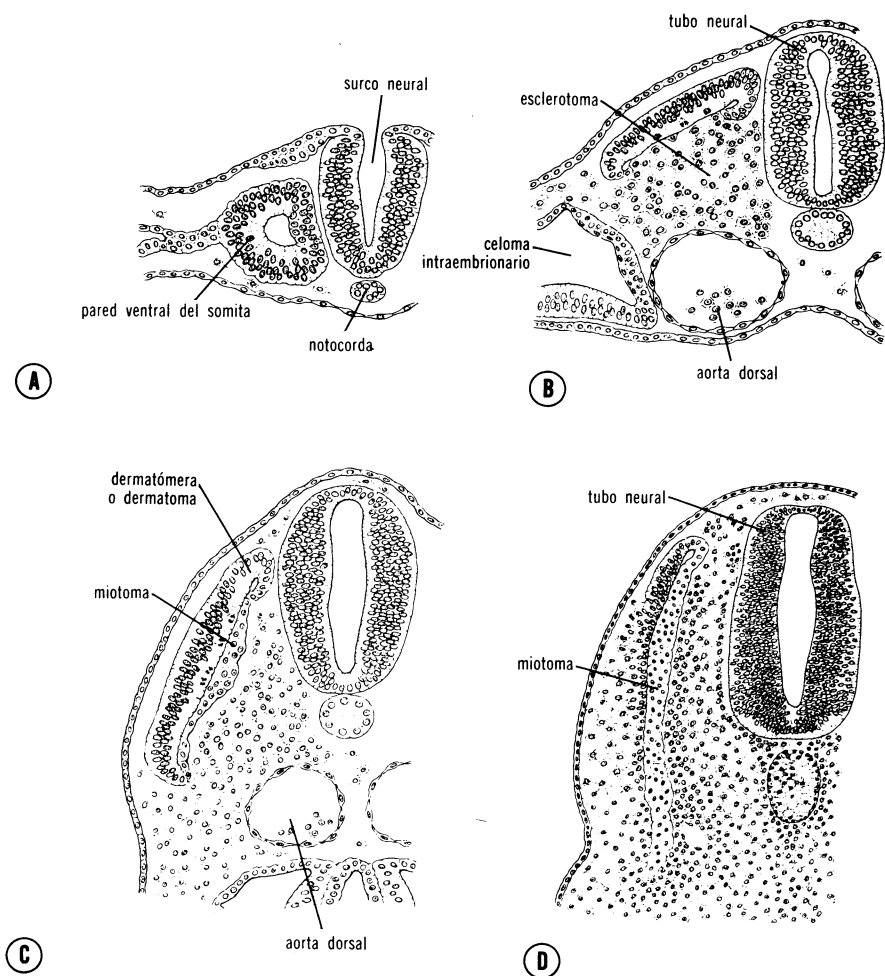 surco neural
pared ventral del somita
notocorda
A
tubo neural
esclerotoma
celoma
intraembrionario
aorta dorsal
B
dermatómera
o dermatoma
miotoma
aorta dorsal
C
tubo neural
miotoma
D